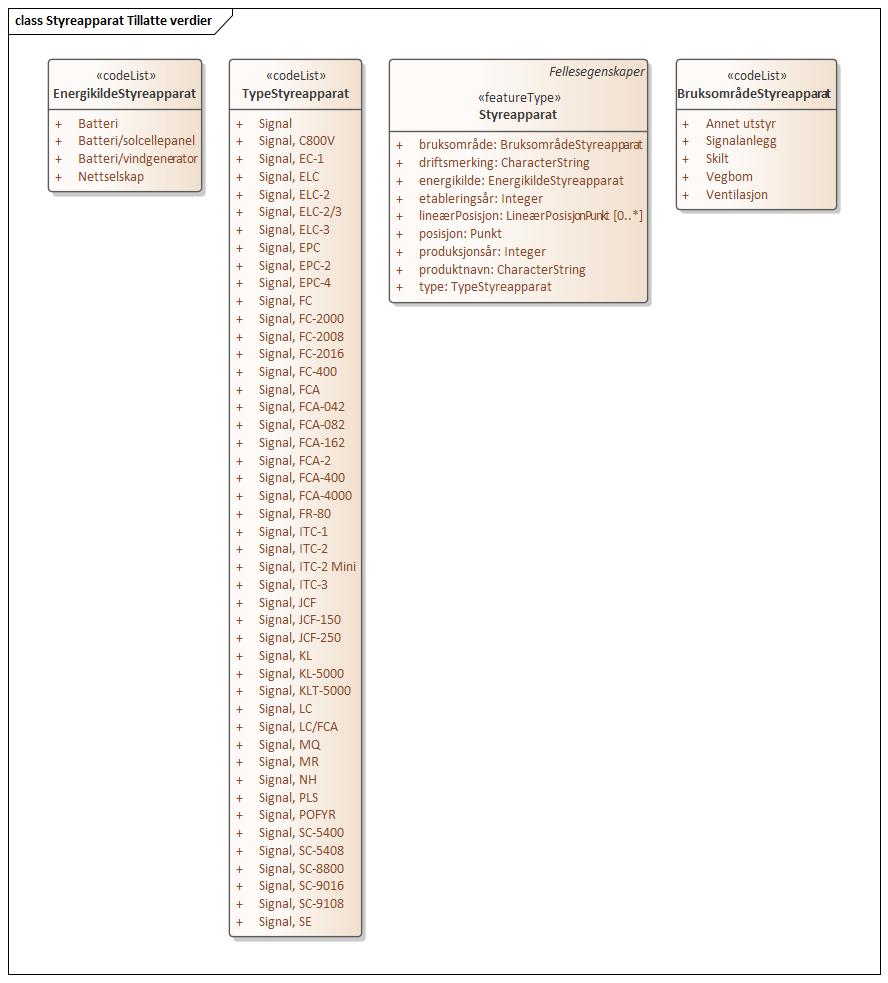 class Styreapparat Tillatte verdier
«codeList»
EnergikildeStyreapparat
+ Batteri
+ Batteri/solcellepanel
+ Batteri/vindgenerator
+ Nettselskap
«codeList»
TypeStyreapparat
+ Signal
+ Signal, C800V
+ Signal, EC-1
+ Signal, ELC
+ Signal, ELC-2
+ Signal, ELC-2/3
+ Signal, ELC-3
+ Signal, EPC
+ Signal, EPC-2
+ Signal, EPC-4
+ Signal, FC
+ Signal, FC-2000
+ Signal, FC-2008
+ Signal, FC-2016
+ Signal, FC-400
+ Signal, FCA
+ Signal, FCA-042
+ Signal, FCA-082
+ Signal, FCA-162
+ Signal, FCA-2
+ Signal, FCA-400
+ Signal, FCA-4000
+ Signal, FR-80
+ Signal, ITC-1
+ Signal, ITC-2
+ Signal, ITC-2 Mini
+ Signal, ITC-3
+ Signal, JCF
+ Signal, JCF-150
+ Signal, JCF-250
+ Signal, KL
+ Signal, KL-5000
+ Signal, KLT-5000
+ Signal, LC
+ Signal, LC/FCA
+ Signal, MQ
+ Signal, MR
+ Signal, NH
+ Signal, PLS
+ Signal, POFYR
+ Signal, SC-5400
+ Signal, SC-5408
+ Signal, SC-8800
+ Signal, SC-9016
+ Signal, SC-9108
+ Signal, SE
Fellesegenskaper
«featureType»
Styreapparat
+ bruksområde: BruksområdeStyreapparat
+ driftsmerking: CharacterString
+ energikilde: EnergikildeStyreapparat
+ etableringsår: Integer
+ lineærPosisjon: LineærPosisjonPunkt [0..*]
+ posisjon: Punkt
+ produksjonsår: Integer
+ produktnavn: CharacterString
+ type: TypeStyreapparat
«codeList»
BruksområdeStyreapparat
+ Annet utstyr
+ Signalanlegg
+ Skilt
+ Vegbom
+ Ventilasjon